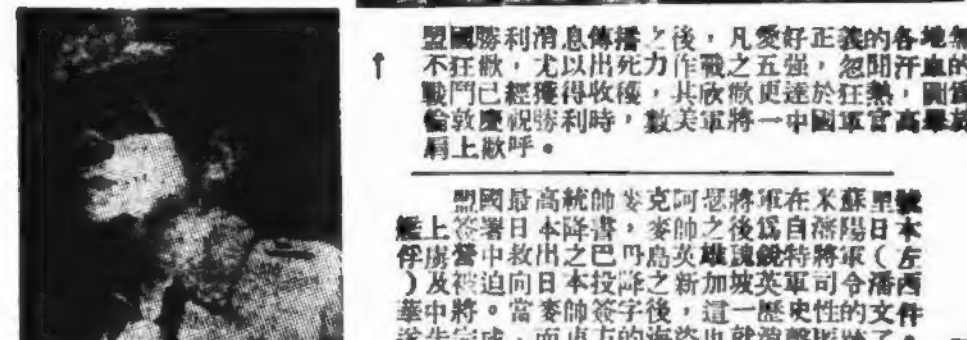 盟國勝利消息傳播之後,凡愛好正義的各地無
不狂歡,尤以出死力作戰之五强,忽聞汗血的
戰鬥已經獲得收穫,其欣歡更達於狂熱,圖爲
倫敦慶祝勝利時,數美軍將一中國軍官高舉於
肩上歡呼。
盟國最高統帥麥克阿瑟將軍在米蘇里號
艦上簽署日本降書,麥帥之後爲自瀋陽日本
俘虜營中救出之巴丹島英雄魏銳特將軍(左
)及被迫向日本投降之新加坡英軍司令潘西
華中將。當麥帥簽字後,這一歷史性的文件